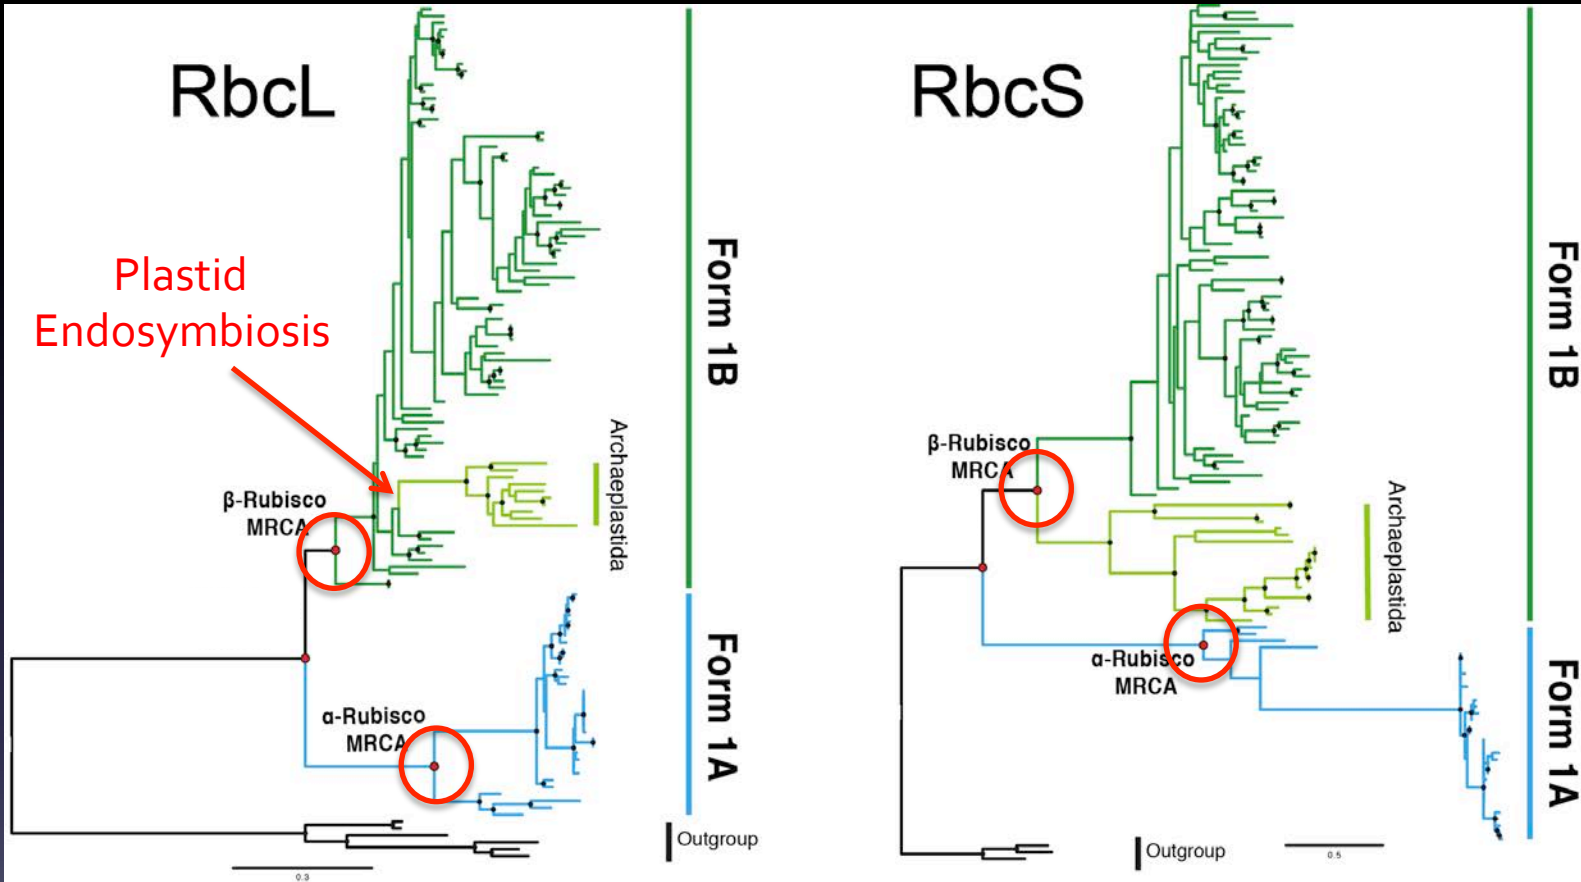 RbcL
Plastid
Endosymbiosis
β-Rubisco
MRCA
α-Rubisco
MRCA
Archaeplastida
Form 1B
Form 1A
Outgroup
0.3
RbcS
β-Rubisco
MRCA
α-Rubisco
MRCA
Archaeplastida
Form 1B
Form 1A
Outgroup
0.5